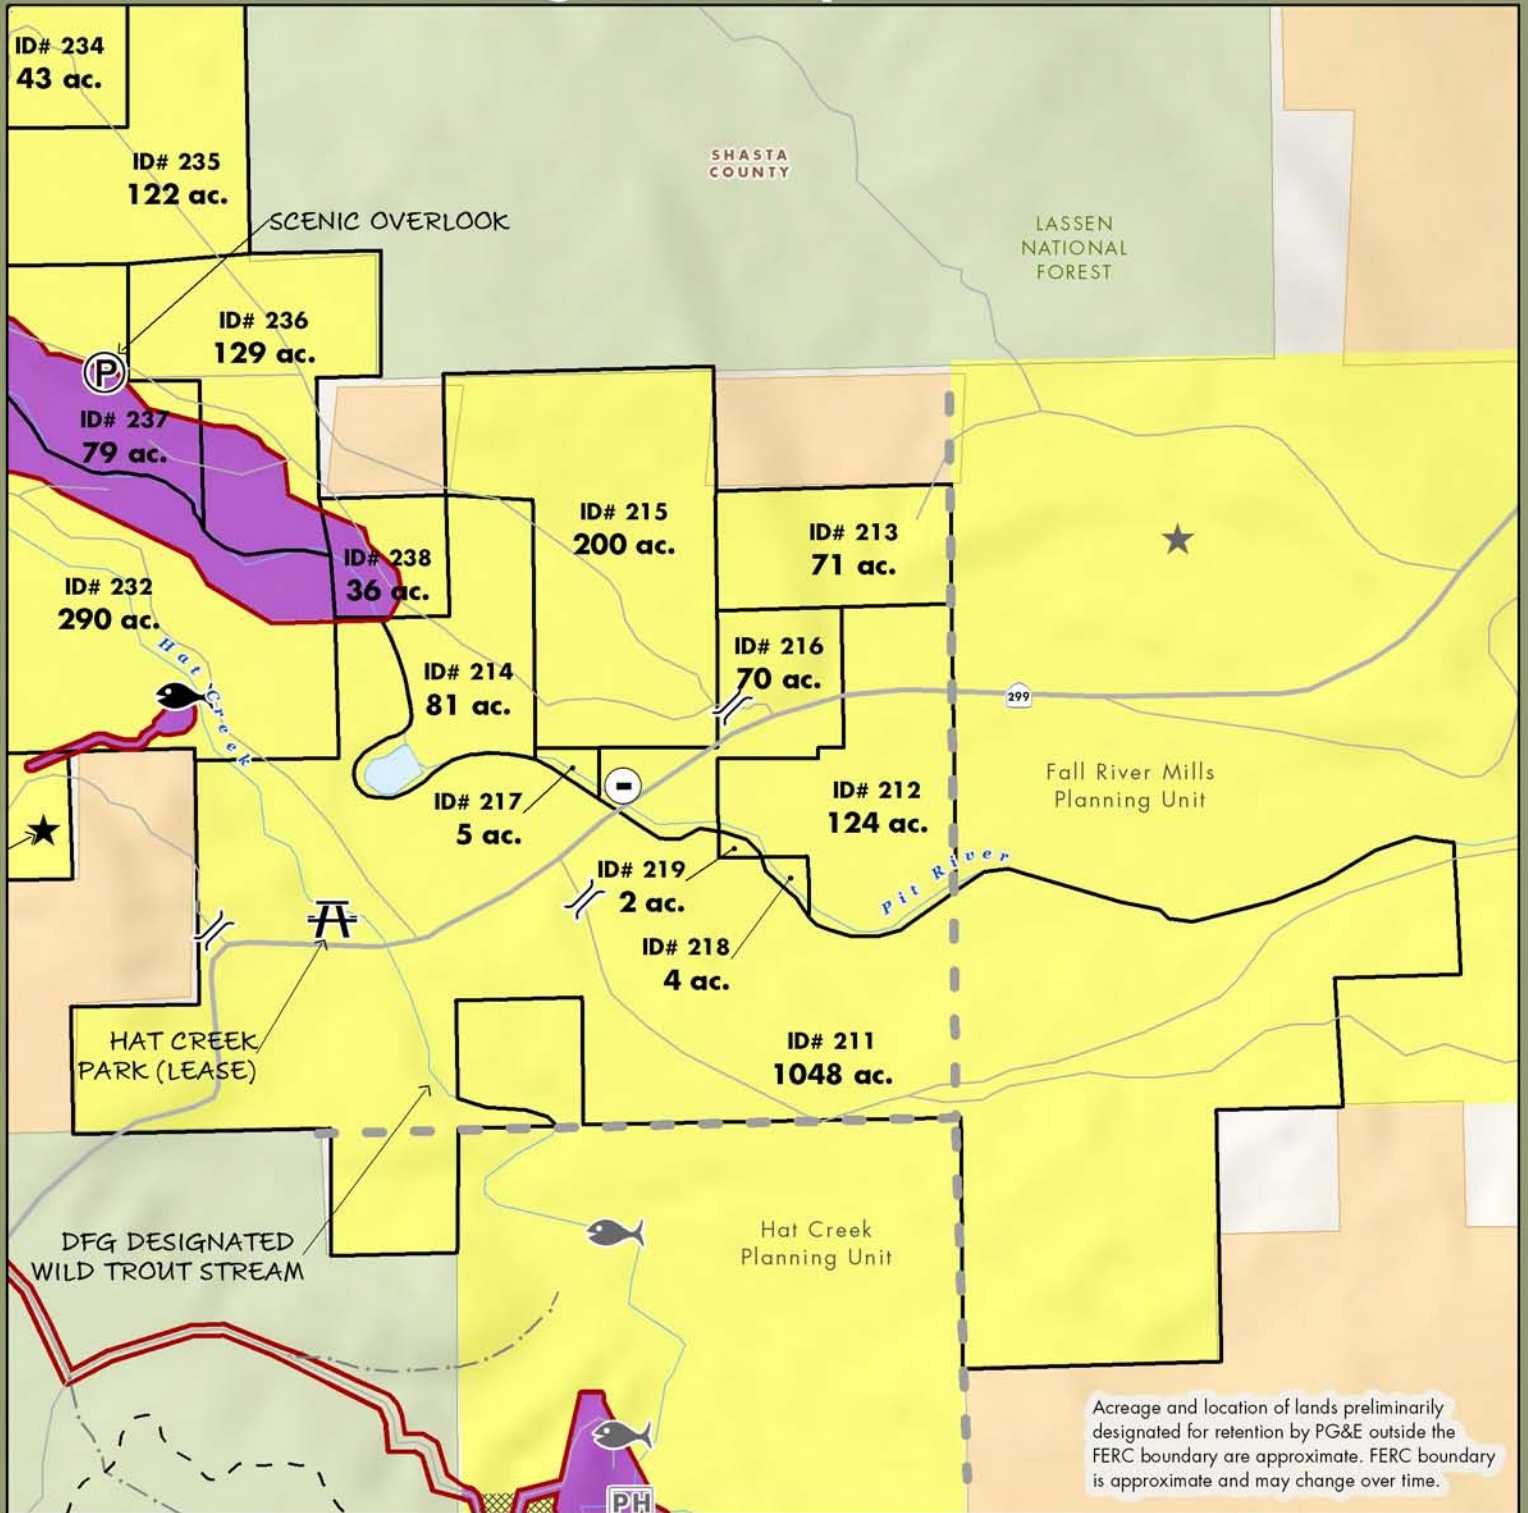 ID# 234
43 ac.
ID# 235
122 ac.
SHASTA
COUNTY
SCENIC OVERLOOK
LASSEN
NATIONAL
FOREST
ID# 236
129 ac.
P
ID# 237
79 ac.
ID# 215
200 ac.
ID# 213
71 ac.
ID# 238
36 ac.
ID# 232
290 ac.
Hat Creek
ID# 214
81 ac.
ID# 216
70 ac.
299
Fall River Mills
Planning Unit
ID# 217
5 ac.
ID# 212
124 ac.
Pit River
ID# 219
2 ac.
ID# 218
4 ac.
HAT CREEK
PARK (LEASE)
ID# 211
1048 ac.
DFG DESIGNATED
WILD TROUT STREAM
Hat Creek
Planning Unit
Acreage and location of lands preliminarily
designated for retention by PG&E outside the
FERC boundary are approximate. FERC boundary
is approximate and may change over time.
PH